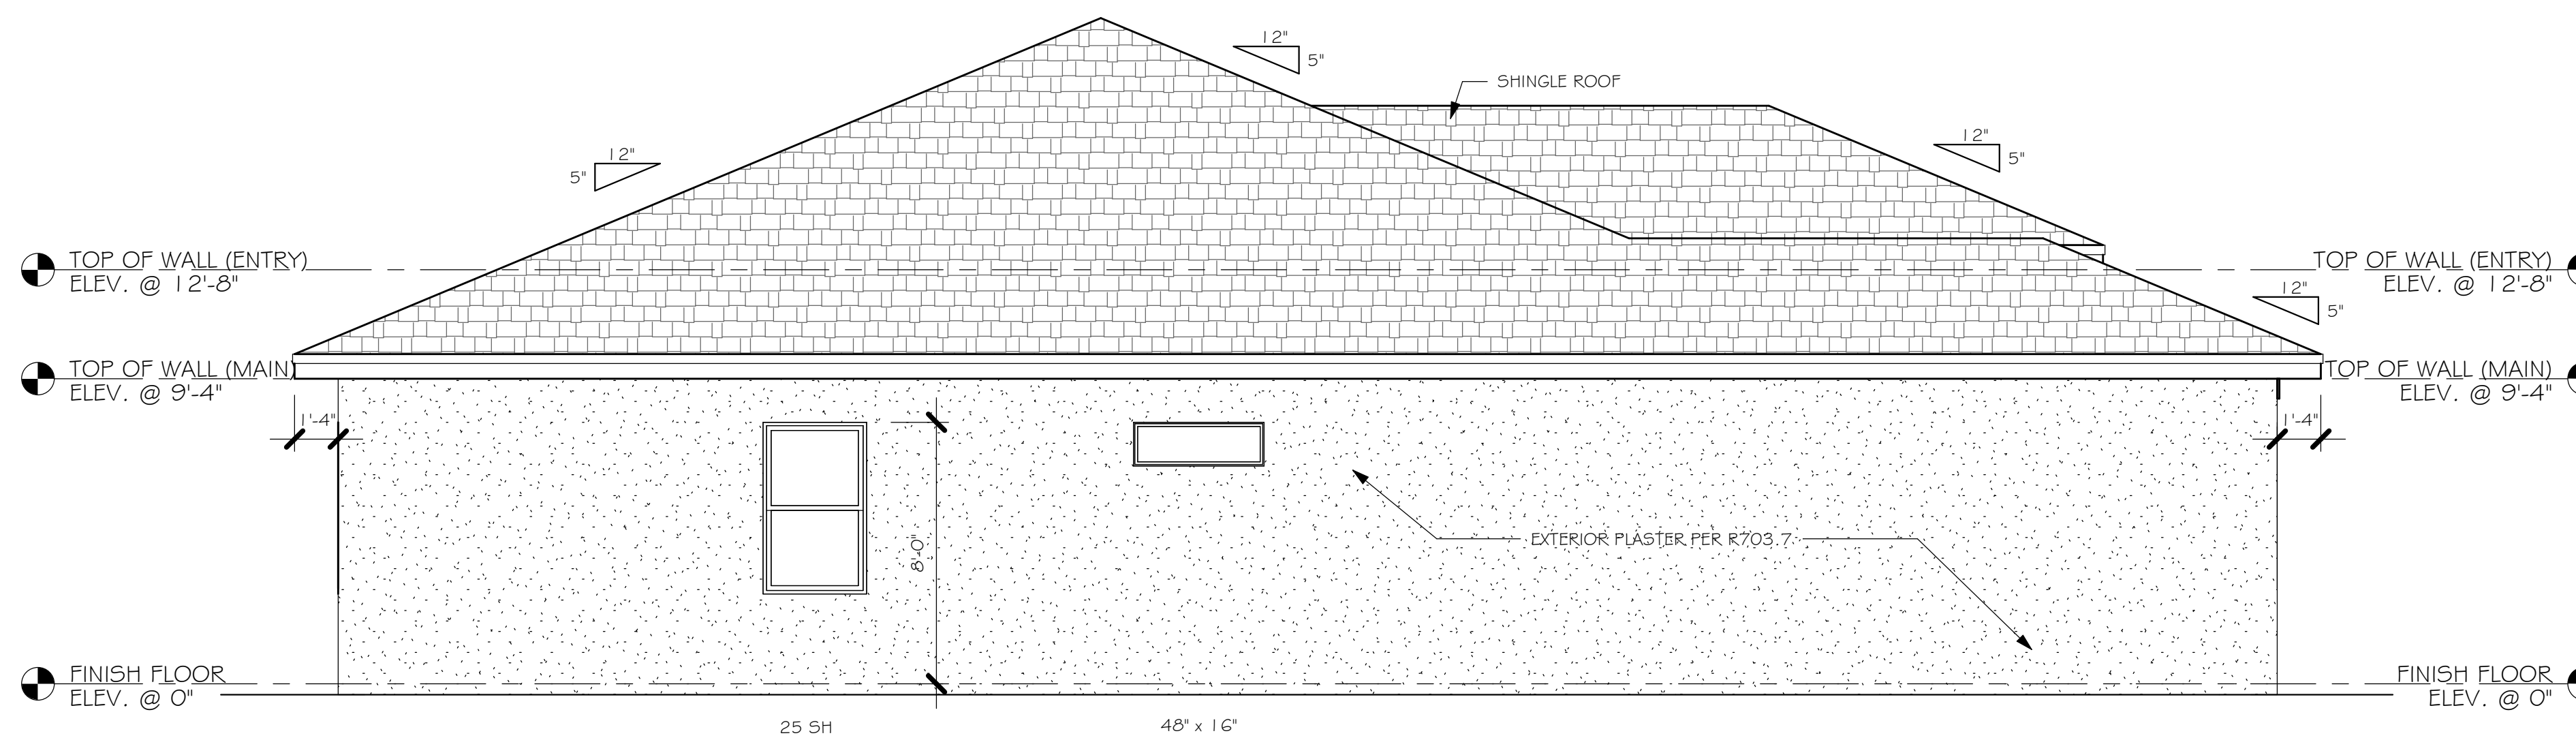 12"
5"
SHINGLE ROOF
12"
5"
12"
5"
TOP OF WALL (ENTRY)
ELEV. @ 12'-8"
TOP OF WALL (ENTRY)
ELEV. @ 12'-8"
12"
5"
TOP OF WALL (MAIN)
ELEV. @ 9'-4"
TOP OF WALL (MAIN)
ELEV. @ 9'-4"
1'-4"
1'-4"
8'-0"
EXTERIOR PLASTER PER R703.7
FINISH FLOOR
ELEV. @ 0"
FINISH FLOOR
ELEV. @ 0"
25 SH
48" x 16"